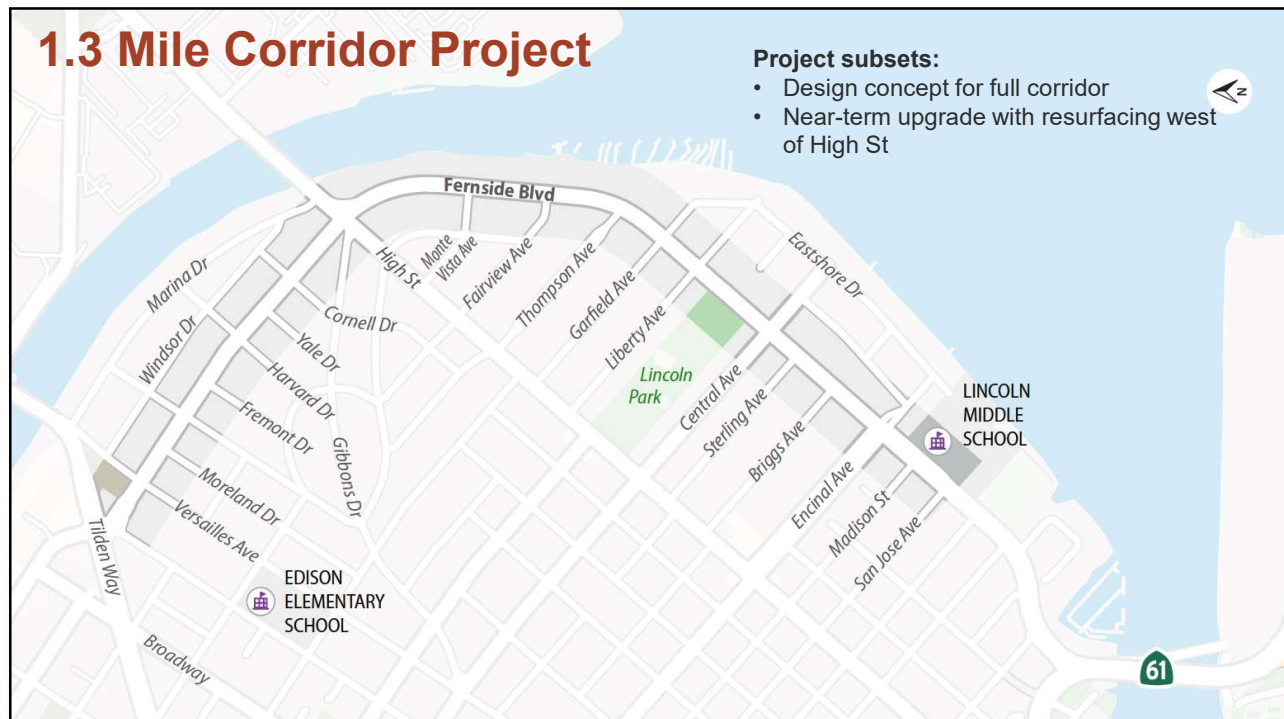 1.3 Mile Corridor Project
Project subsets:
• Design concept for full corridor
• Near-term upgrade with resurfacing west
of High St
N
Fernside Blvd
Marina Dr
Windsor Dr
High St
Monte
Vista Ave
Fairview Ave
Thompson Ave
Garfield Ave
Liberty Ave
Eastshore Dr
Cornell Dr
Yale Dr
Harvard Dr
Fremont Dr
Gibbons Dr
Moreland Dr
Versailles Ave
Tilden Way
Broadway
Lincoln
Park
Central Ave
Sterling Ave
Briggs Ave
Encinal Ave
Madison St
San Jose Ave
LINCOLN
MIDDLE
SCHOOL
EDISON
ELEMENTARY
SCHOOL
61